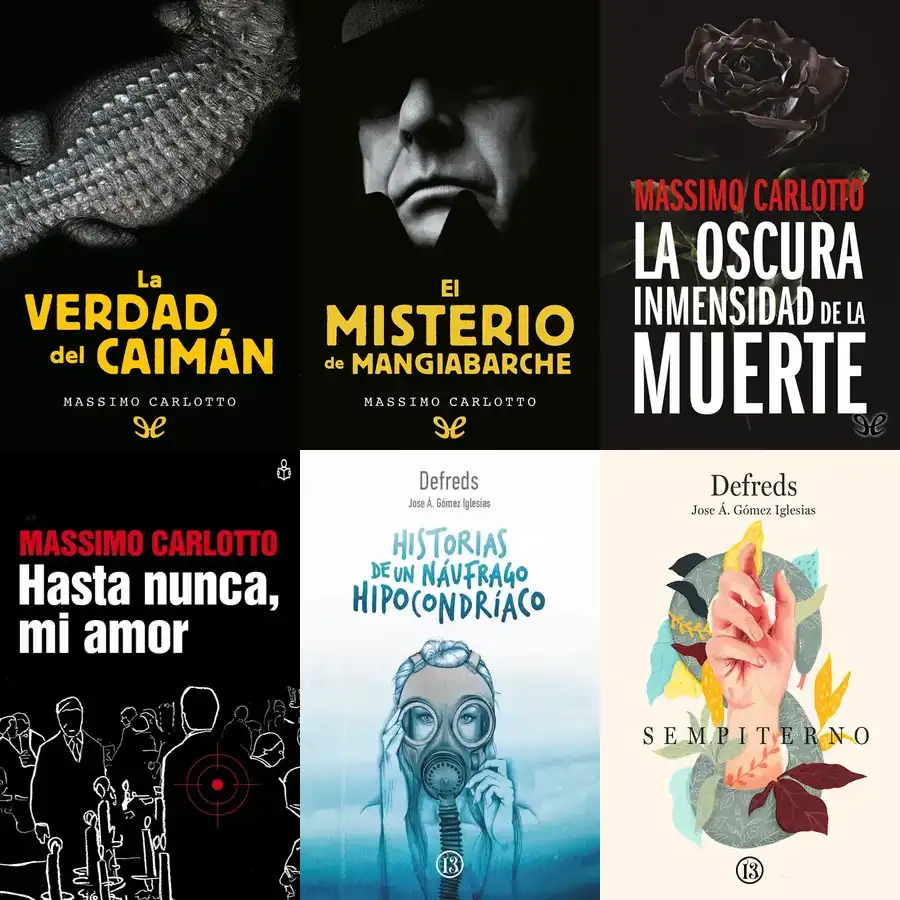 La
VERDAD
del CAIMÁN
MASSIMO CARLOTTO
El
MISTERIO
de MANGIABARCHE
MASSIMO CARLOTTO
MASSIMO CARLOTTO
LA OSCURA
INMENSIDAD DE LA
MUERTE
MASSIMO CARLOTTO
Hasta nunca,
mi amor
Defreds
Jose Á. Gómez Iglesias
HISTORIAS
DE UN NÁUFRAGO
HIPOCONDRÍACO
13
Defreds
Jose Á. Gómez Iglesias
SEMPITERNO
13